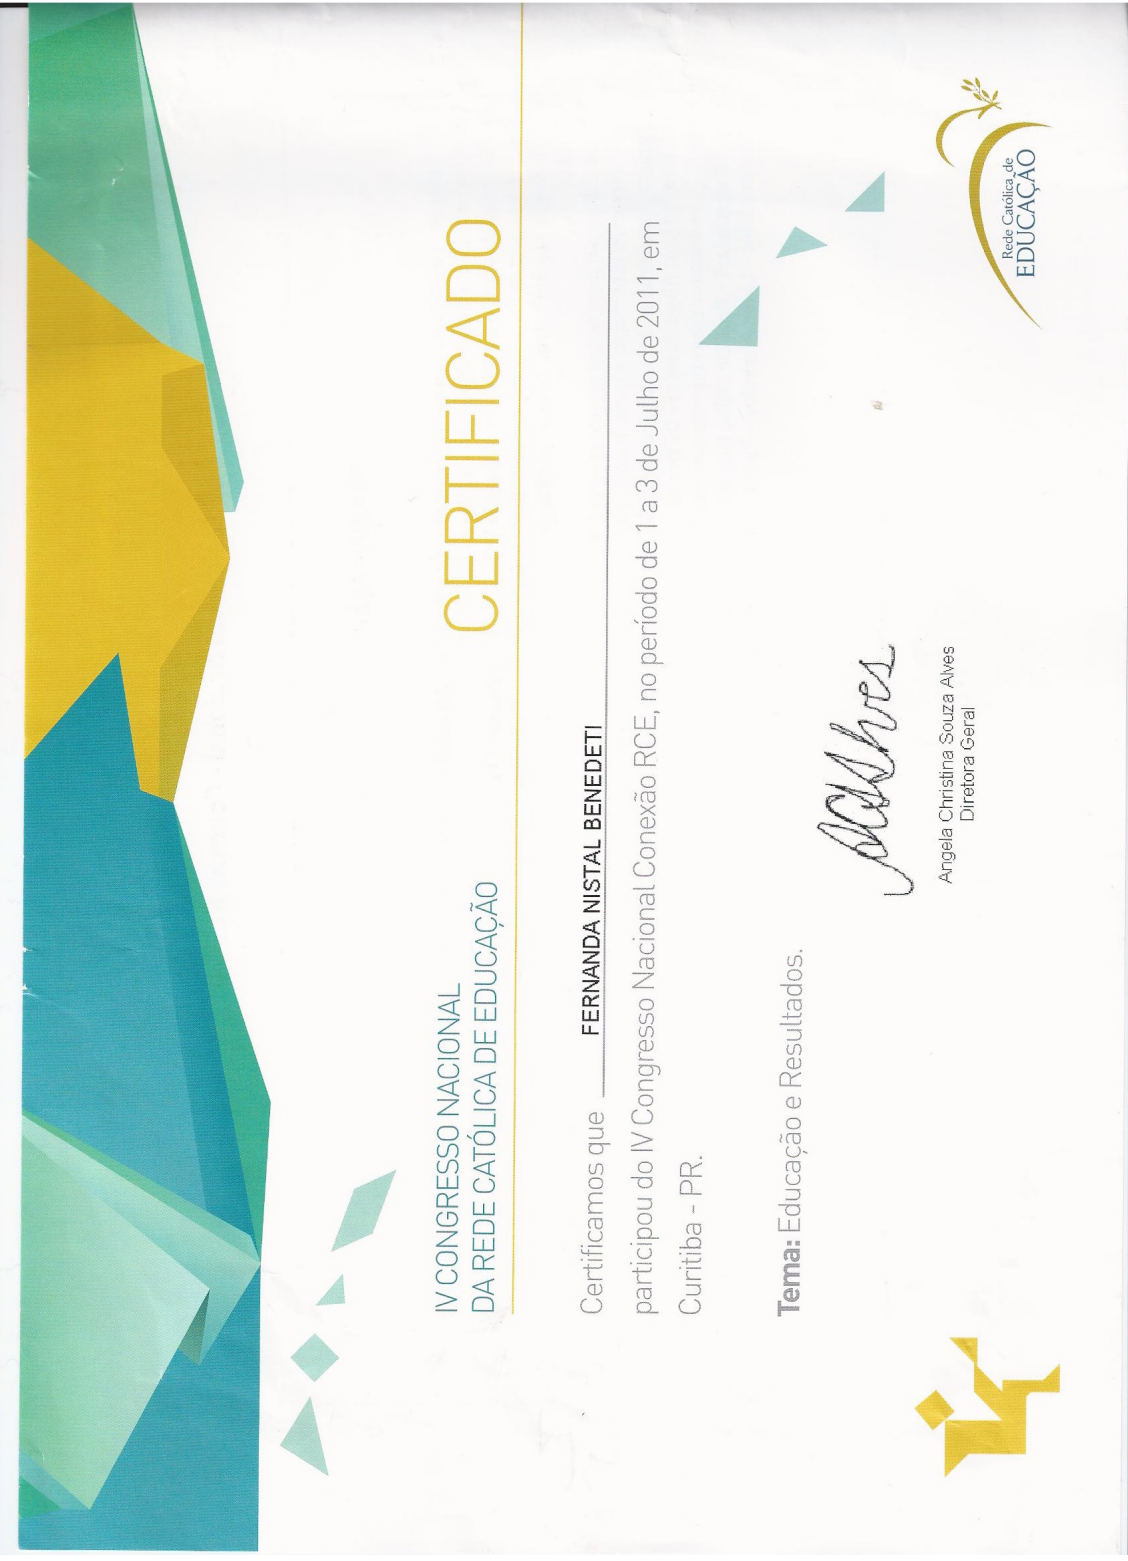 IV CONGRESSO NACIONAL
DA REDE CATÓLICA DE EDUCAÇÃO
CERTIFICADO
Certificamos que FERNANDA NISTAL BENEDETI
participou do IV Congresso Nacional Conexão RCE, no período de 1 a 3 de Julho de 2011, em
Curitiba - PR.
Tema: Educação e Resultados.
Angela Christina Souza Alves
Diretora Geral
Rede Católica de
EDUCAÇÃO